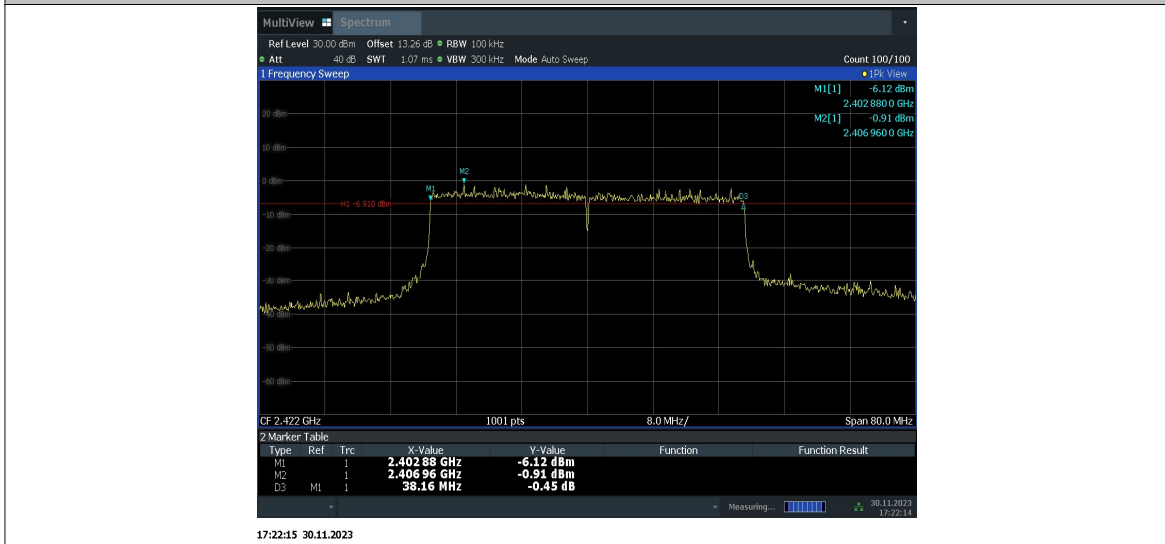 MultiView Spectrum
Ref Level 30.00 dBm Offset 13.26 dB RBW 100 kHz
Att 40 dB SWT 1.07 ms VBW 300 kHz Mode Auto Sweep Count 100/100
1 Frequency Sweep 1Pk View
M1[1] -6.12 dBm
2.402 880 0 GHz
20 dBm
M2[1] -0.91 dBm
2.406 960 0 GHz
10 dBm
M2
0 dBm
M1
D3
H1 -6.910 dBm
-10 dBm
-20 dBm
-30 dBm
-40 dBm
-50 dBm
-60 dBm
CF 2.422 GHz 1001 pts 8.0 MHz/ Span 80.0 MHz
2 Marker Table
Type Ref Trc X-Value Y-Value Function Function Result
M1 1 2.402 88 GHz -6.12 dBm
M2 1 2.406 96 GHz -0.91 dBm
D3 M1 1 38.16 MHz -0.45 dB
Measuring... 30.11.2023
17:22:14
17:22:15 30.11.2023